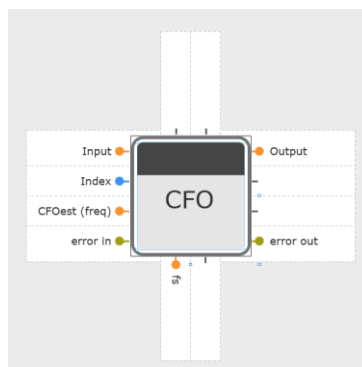 Input
Output
Index
CFO
CFOest (freq)
error in
error out
fs